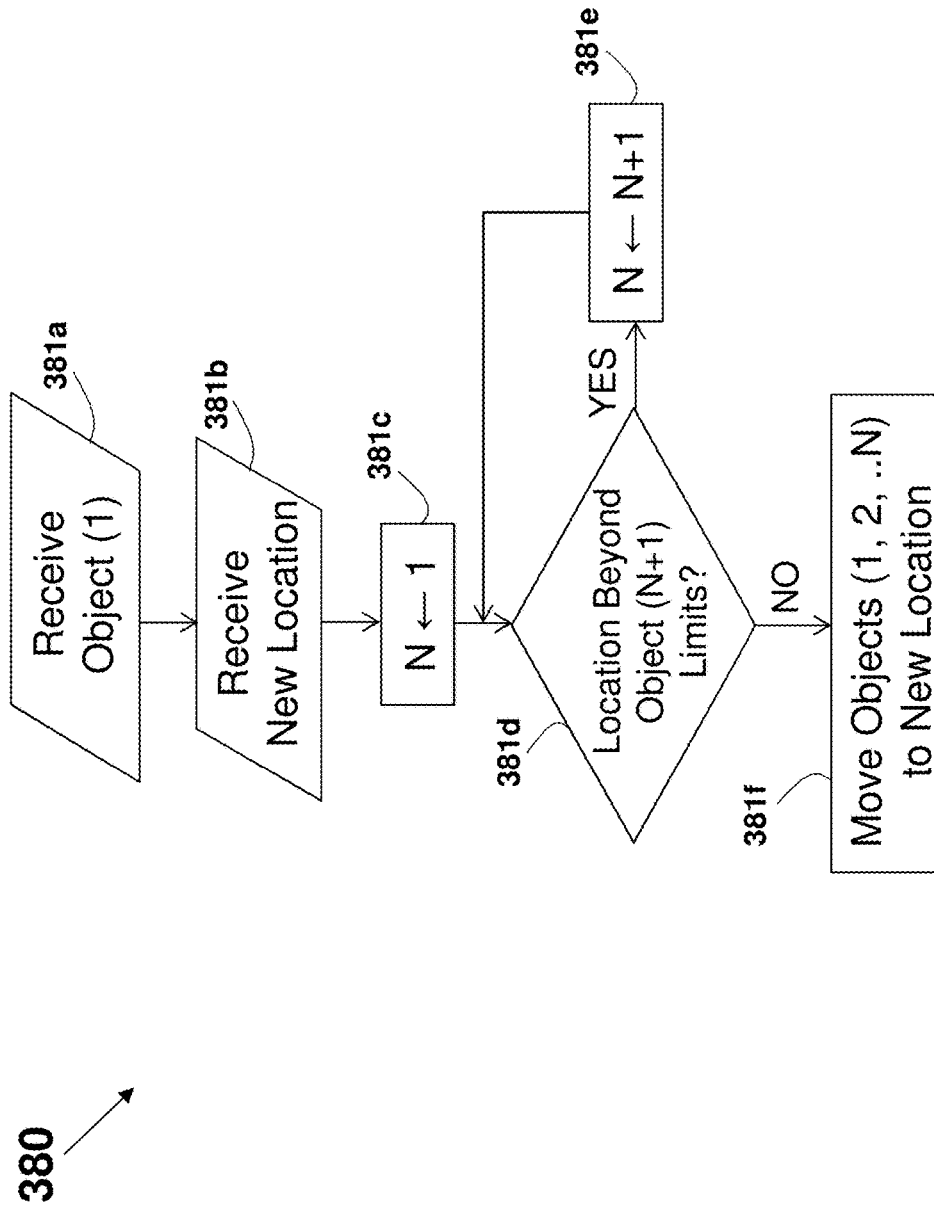 380
Receive
Object (1)
381a
Receive
New Location
381b
N ← 1
381c
Location Beyond
Object (N+1)
Limits?
381d
YES
N ← N+1
381e
NO
Move Objects (1, 2, ..N)
to New Location
381f